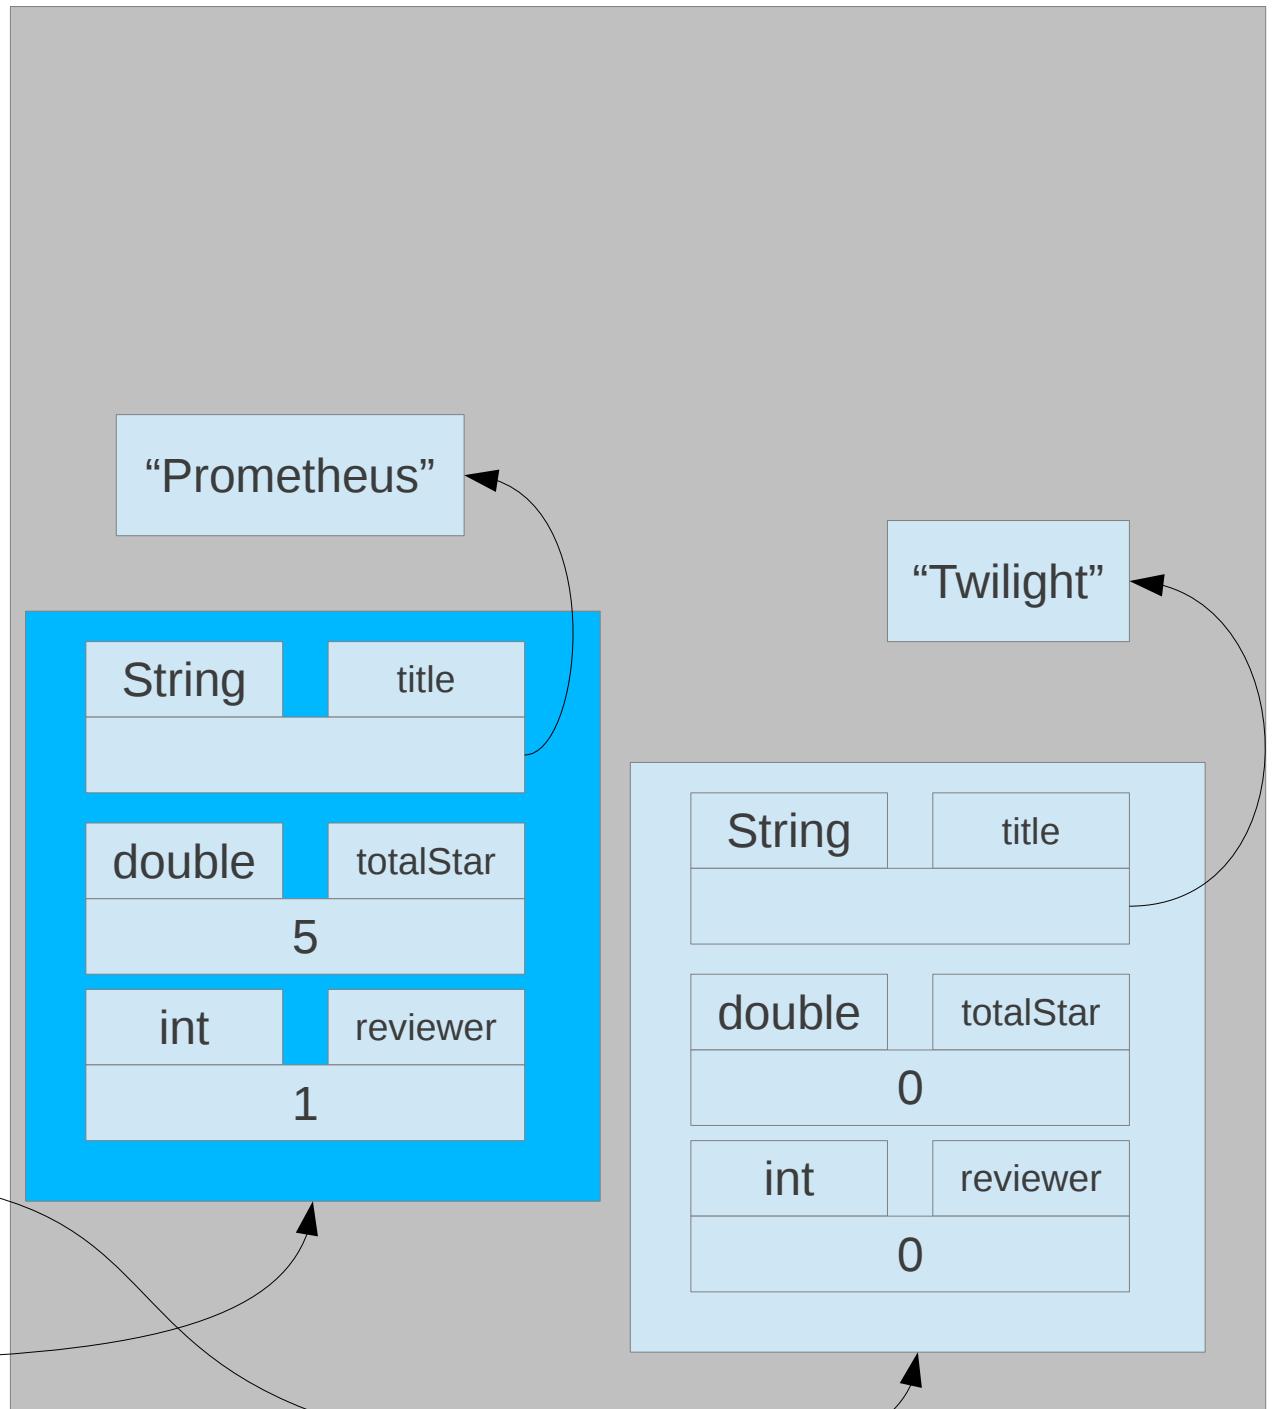 “Prometheus”
“Twilight”
String title
double totalStar
5
int reviewer
1
String title
double totalStar
0
int reviewer
0